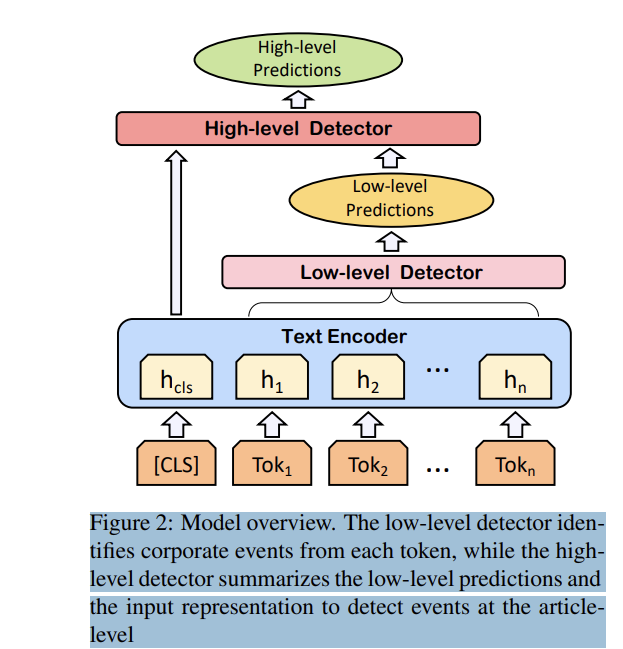 High-level
Predictions
High-level Detector
Low-level
Predictions
Low-level Detector
Text Encoder
hcls h1 h2 ... hn
[CLS] Tok1 Tok2 ... Tokn
Figure 2: Model overview. The low-level detector iden-
tifies corporate events from each token, while the high-
level detector summarizes the low-level predictions and
the input representation to detect events at the article-
level